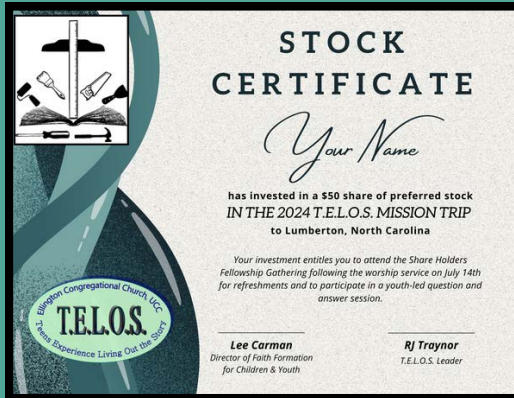 STOCK
CERTIFICATE
Your Name
has invested in a $50 share of preferred stock
IN THE 2024 T.E.L.O.S. MISSION TRIP
to Lumberton, North Carolina
Your investment entitles you to attend the Share Holders
Fellowship Gathering following the worship service on July 14th
for refreshments and to participate in a youth-led question and
answer session.
Ellington Congregational Church, UCC
T.E.L.O.S.
Teens Experience Living Out the Story
Lee Carman
Director of Faith Formation
for Children & Youth
RJ Traynor
T.E.L.O.S. Leader